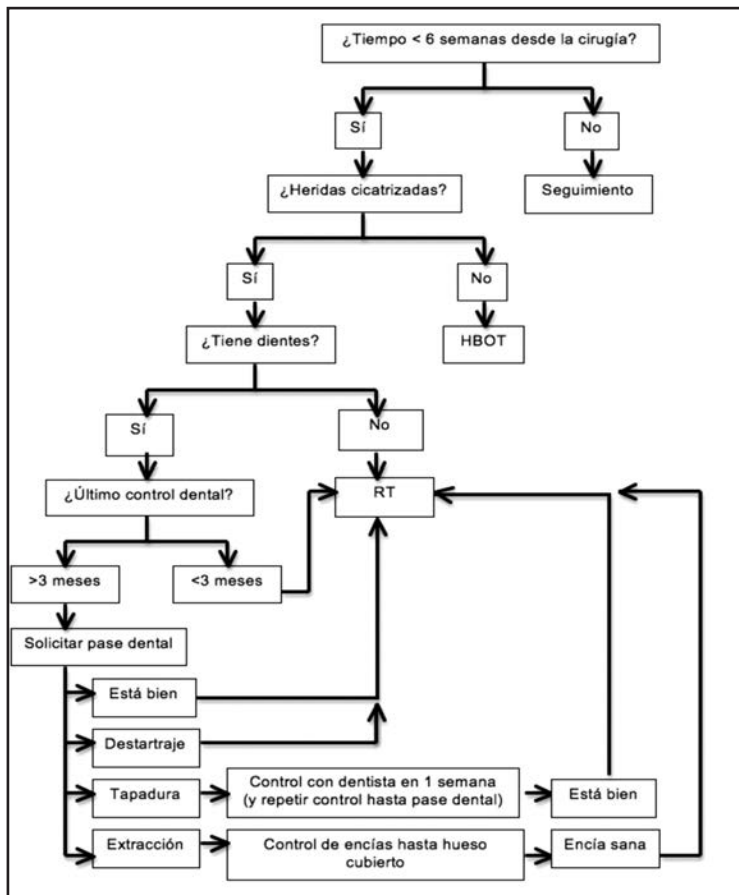 ¿Tiempo < 6 semanas desde la cirugía?
Sí
No
¿Heridas cicatrizadas?
Seguimiento
Sí
No
¿Tiene dientes?
HBOT
Sí
No
¿Último control dental?
RT
>3 meses
<3 meses
Solicitar pase dental
Está bien
Destartraje
Tapadura
Control con dentista en 1 semana
(y repetir control hasta pase dental)
Está bien
Extracción
Control de encías hasta hueso
cubierto
Encía sana